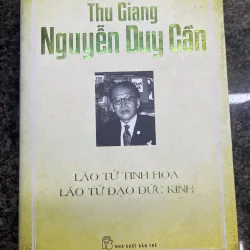 Thu Giang
Nguyễn Duy Cần
LÃO TỬ TINH HOA
LÃO TỬ ĐẠO ĐỨC KINH
NHÀ XUẤT BẢN TRẺ